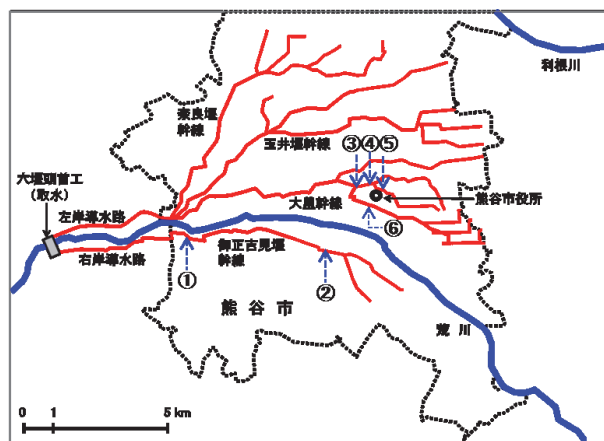 利根川
奈良堰
幹線
玉井堰幹線
③④⑤
六堰頭首工
(取水)
大里幹線
熊谷市役所
左岸導水路
⑥
御正吉見堰
幹線
右岸導水路
①
②
熊谷市
荒川
0 1 5 km